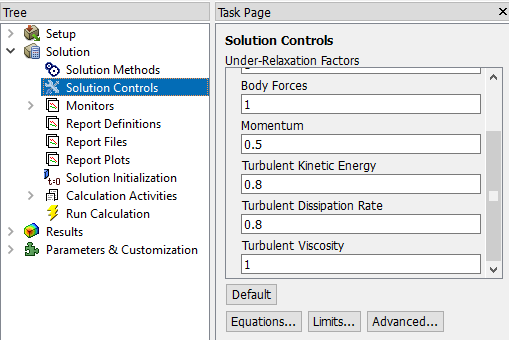 Tree
Setup
Solution
Solution Methods
Solution Controls
Monitors
Report Definitions
Report Files
Report Plots
t=0 Solution Initialization
Calculation Activities
Run Calculation
Results
Parameters & Customization
Task Page
Solution Controls
Under-Relaxation Factors
Body Forces
1
Momentum
0.5
Turbulent Kinetic Energy
0.8
Turbulent Dissipation Rate
0.8
Turbulent Viscosity
1
Default
Equations... Limits... Advanced...